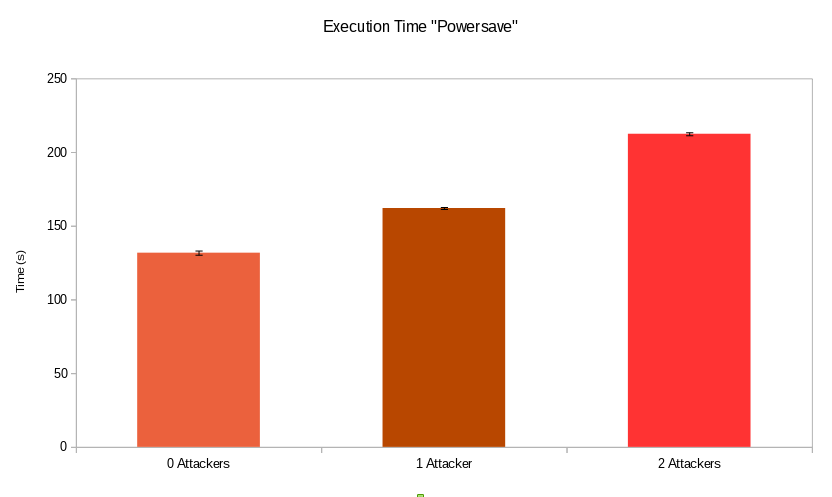 Execution Time "Powersave"
250
200
150
100
50
0
Time (s)
0 Attackers
1 Attacker
2 Attackers